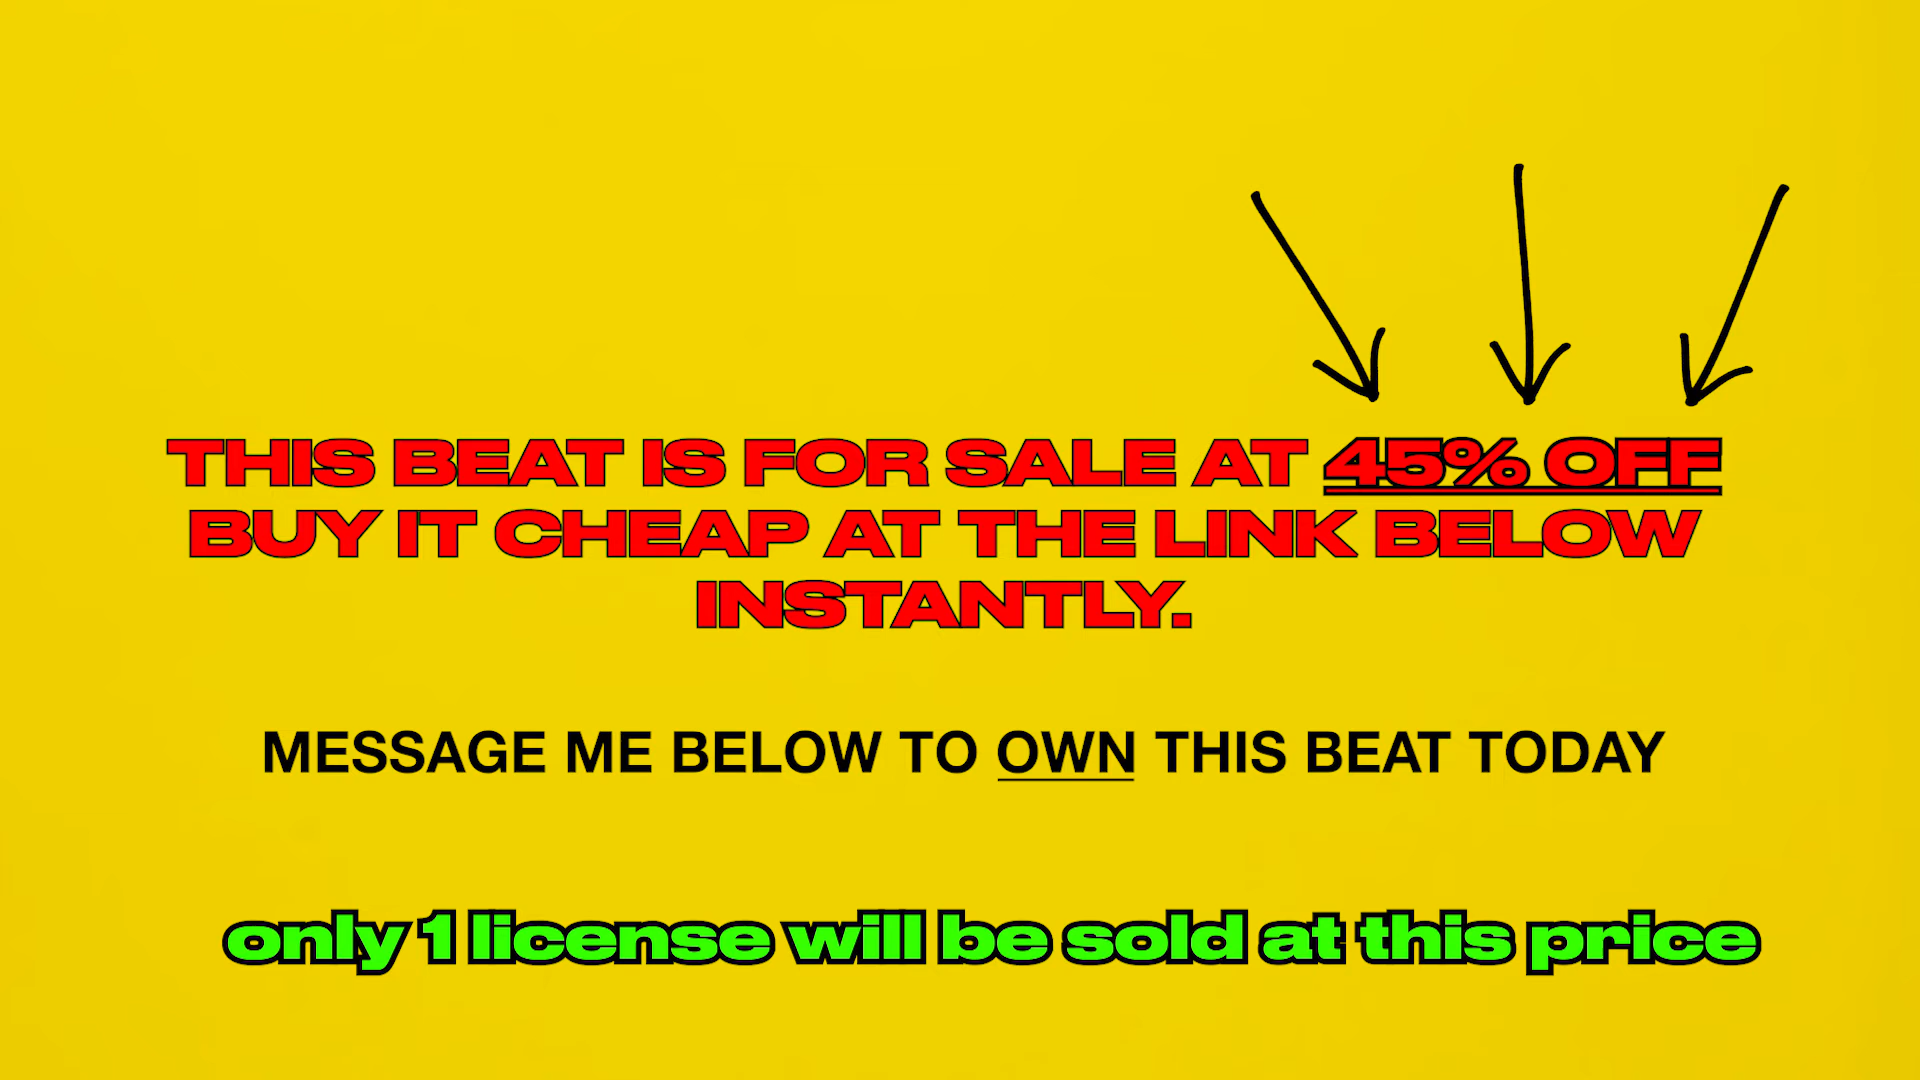 THIS BEAT IS FOR SALE AT 45% OFF
BUY IT CHEAP AT THE LINK BELOW
INSTANTLY.
MESSAGE ME BELOW TO OWN THIS BEAT TODAY
only 1 license will be sold at this price